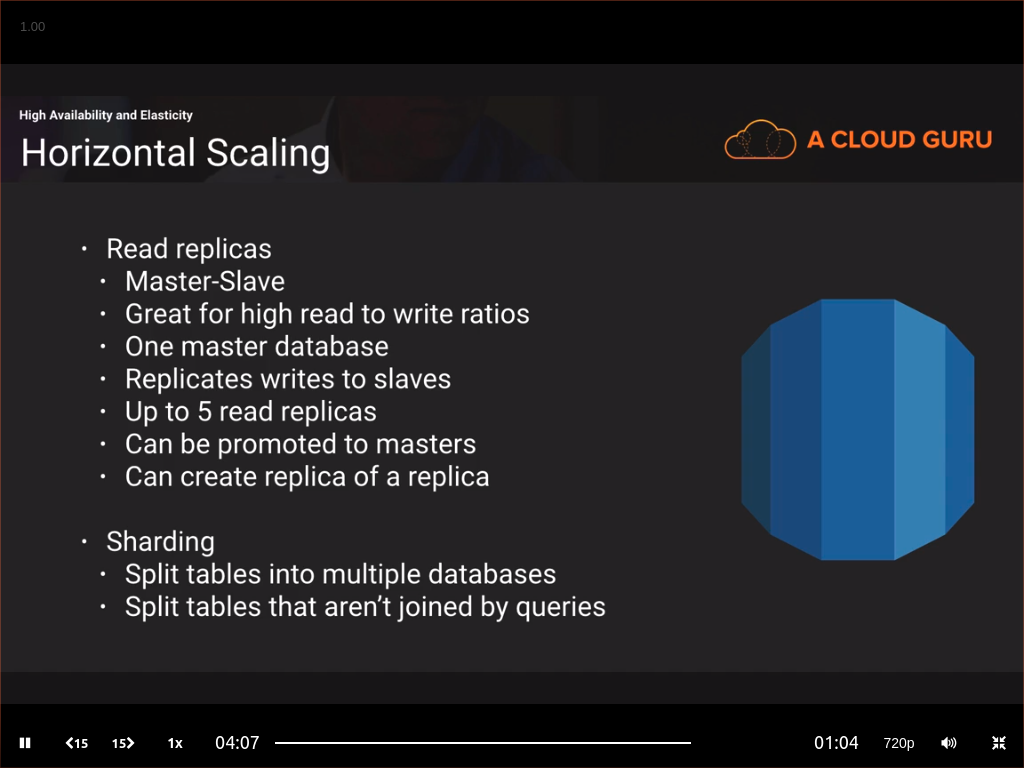 1.00
High Availability and Elasticity
Horizontal Scaling
A CLOUD GURU
• Read replicas
• Master-Slave
• Great for high read to write ratios
• One master database
• Replicates writes to slaves
• Up to 5 read replicas
• Can be promoted to masters
• Can create replica of a replica
• Sharding
• Split tables into multiple databases
• Split tables that aren’t joined by queries
15 15 1x 04:07 01:04 720p